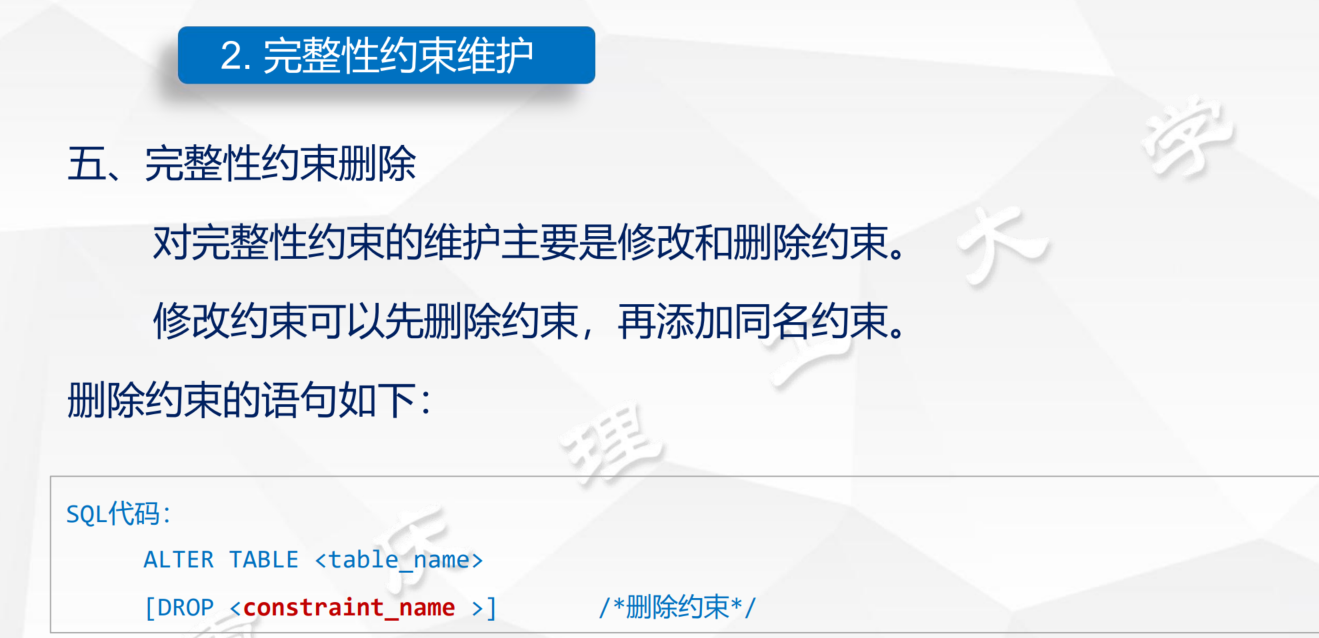 2. 完整性约束维护
五、完整性约束删除
对完整性约束的维护主要是修改和删除约束。
修改约束可以先删除约束，再添加同名约束。
删除约束的语句如下：
SQL代码：
ALTER TABLE <table_name>
[DROP <constraint_name >] /*删除约束*/
重庆理工大学